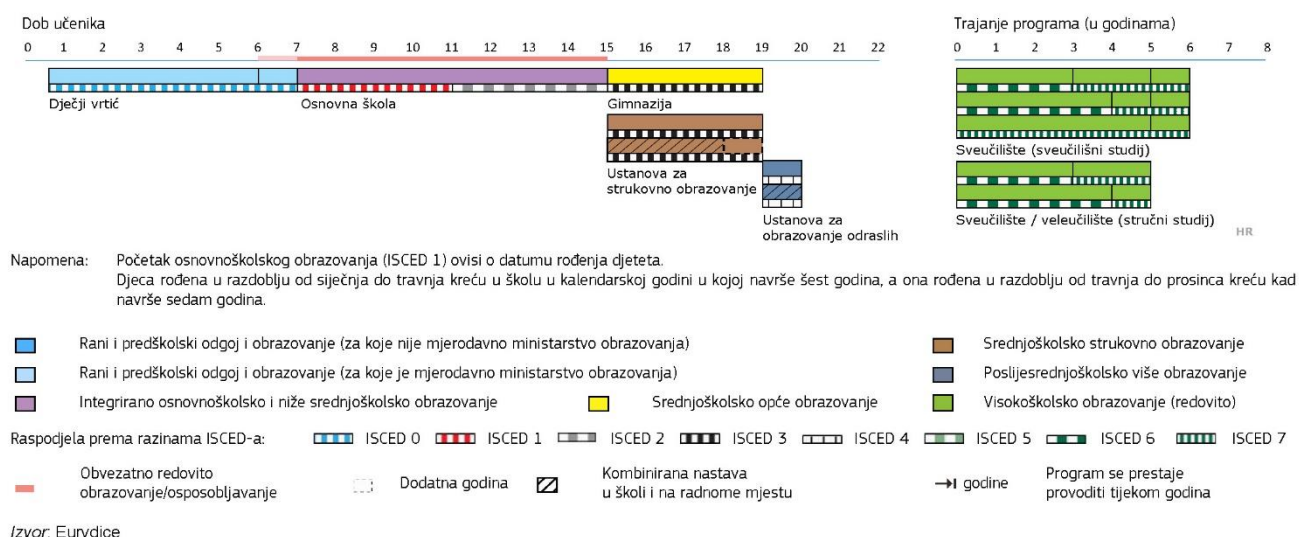 Dob učenika
0 1 2 3 4 5 6 7 8 9 10 11 12 13 14 15 16 17 18 19 20 22
Dječji vrtić
Osnovna škola
Gimnazija
Ustanova za
strukovno obrazovanje
Ustanova za
obrazovanje odraslih
Trajanje programa (u godinama)
0 1 2 3 4 5 6 7 8
Sveučilište (sveučilišni studij)
Sveučilište / veleučilište (stručni studij)
HR
Napomena: Početak osnovnoškolskog obrazovanja (ISCED 1) ovisi o datumu rođenja djeteta.
Djeca rođena u razdoblju od siječnja do travnja kreću u školu u kalendarskoj godini u kojoj navrše šest godina, a ona rođena u razdoblju od travnja do prosinca kreću kad
navrše sedam godina.
Rani i predškolski odgoj i obrazovanje (za koje nije mjerodavno ministarstvo obrazovanja)
Srednjoškolsko strukovno obrazovanje
Rani i predškolski odgoj i obrazovanje (za koje je mjerodavno ministarstvo obrazovanja)
Poslijesrednjoškolsko više obrazovanje
Integrirano osnovnoškolsko i niže srednjoškolsko obrazovanje
Srednjoškolsko opće obrazovanje
Visokoškolsko obrazovanje (redovito)
Raspodjela prema razinama ISCED-a: ISCED 0 ISCED 1 ISCED 2 ISCED 3 ISCED 4 ISCED 5 ISCED 6 ISCED 7
Obvezatno redovito
obrazovanje/osposobljavanje
Dodatna godina
Kombinirana nastava
u školi i na radnome mjestu
godine
Program se prestaje
provoditi tijekom godina
Izvor: Eurydice